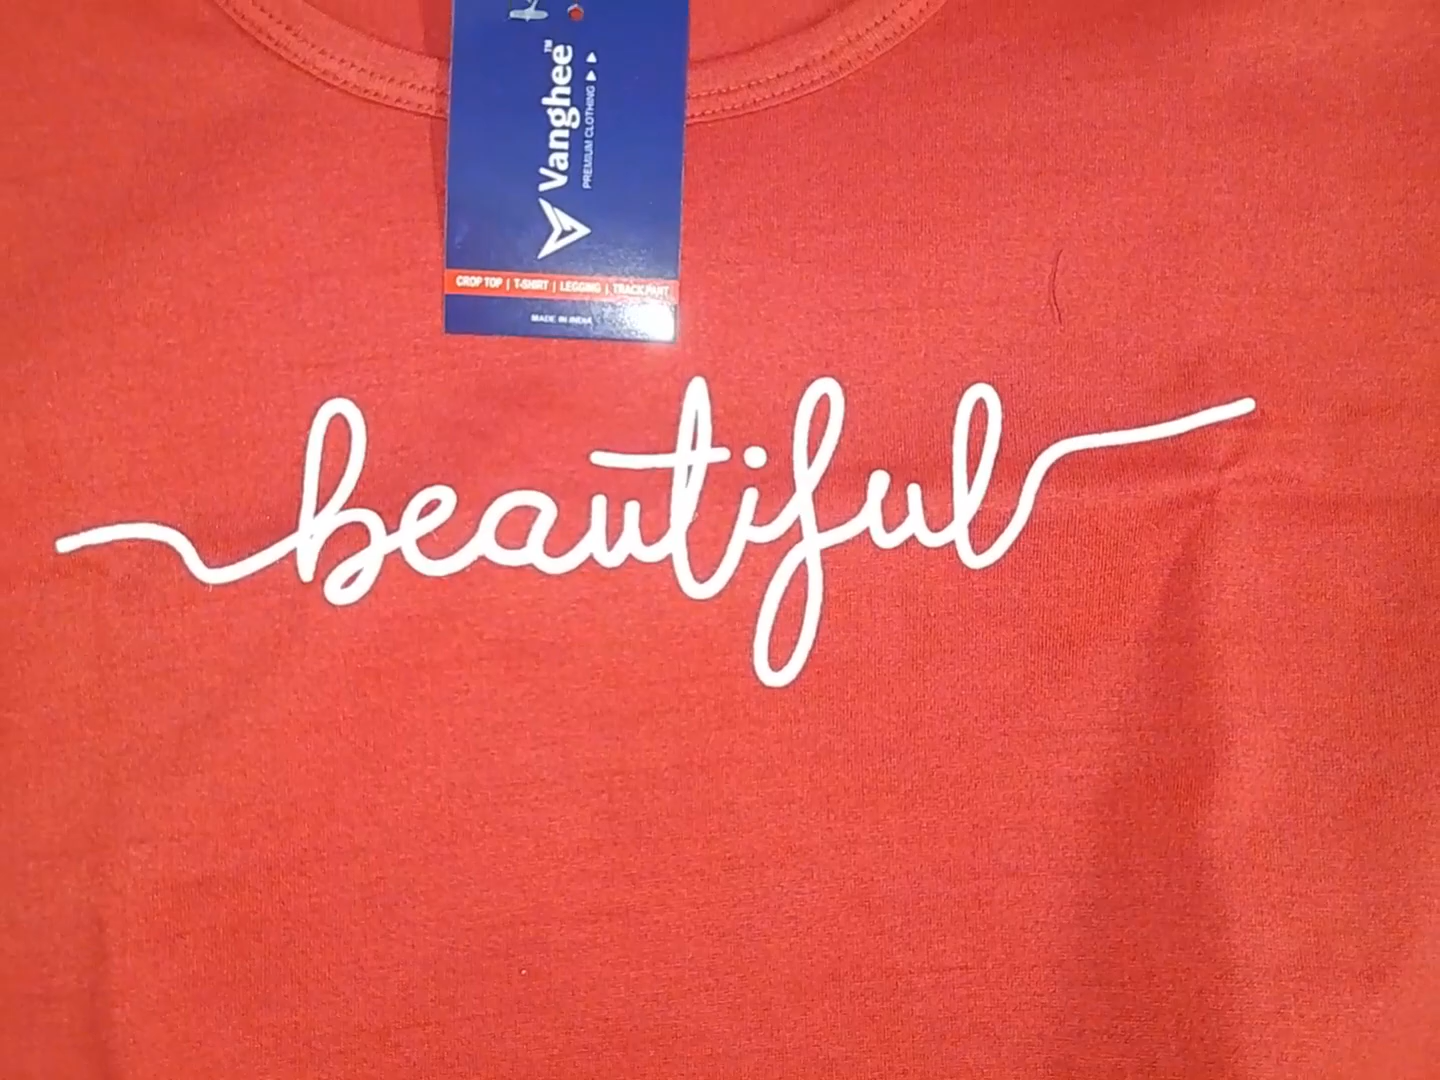 Vanghee™
PREMIUM CLOTHING
CROP TOP | T-SHIRT | LEGGING | TRACK PANT
MADE IN INDIA
beautiful